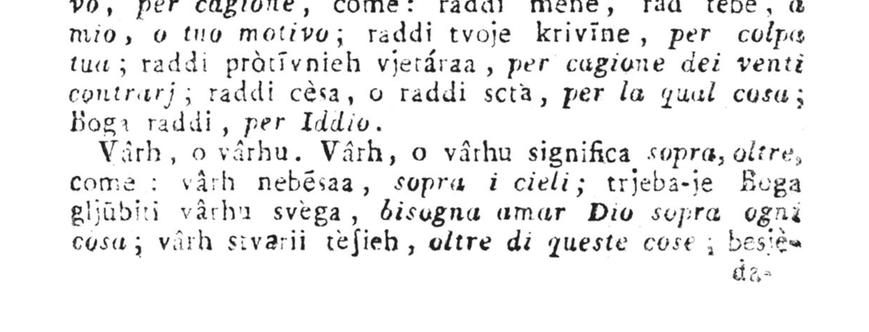 vo, per cagione, come: raddi mene, rad tebe, a
mio, o tuo motivo; raddi tvoje krivīne, per colpa
tua; raddi pròtīvnieh vjetáraa, per cagione dei venti
contrarj; raddi cèsa, o raddi sctà, per la qual cosa;
Boga raddi, per Iddio.
Vârh, o vârhu. Vârh, o vârhu significa sopra, oltre,
come: vârh nebēsaa, sopra i cieli; trjeba-je Boga
gljūbiti vârhu svèga, bisogna amar Dio sopra ogni
cosa; vârh stvarii tèſieh, oltre di queste cose; besjè-
da-